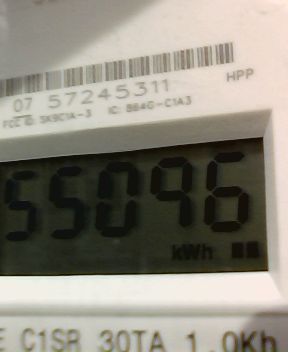 07 57245311 HPP
FCC ID: SK9C1A-3 IC: 864G-C1A3
55096
kWh
C1SR 30TA 1.0Kh